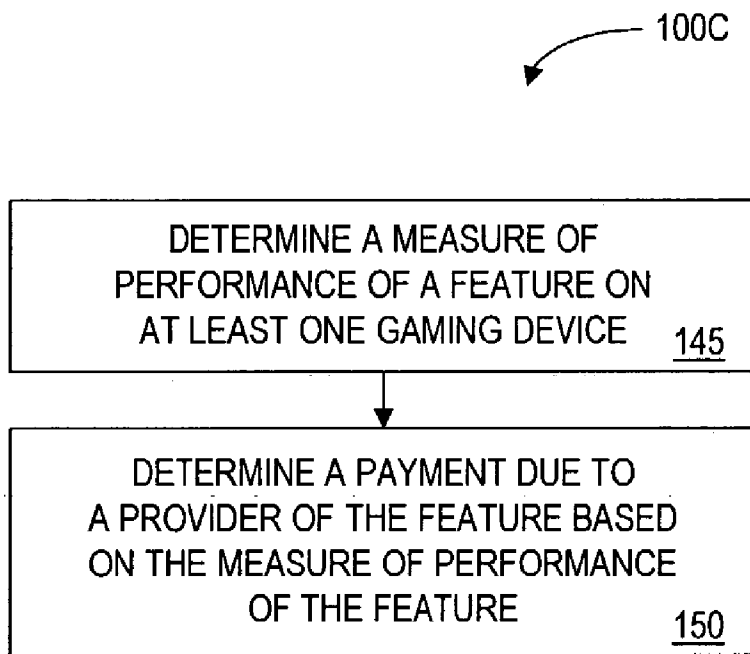 100C
DETERMINE A MEASURE OF
PERFORMANCE OF A FEATURE ON
AT LEAST ONE GAMING DEVICE
145
DETERMINE A PAYMENT DUE TO
A PROVIDER OF THE FEATURE BASED
ON THE MEASURE OF PERFORMANCE
OF THE FEATURE
150